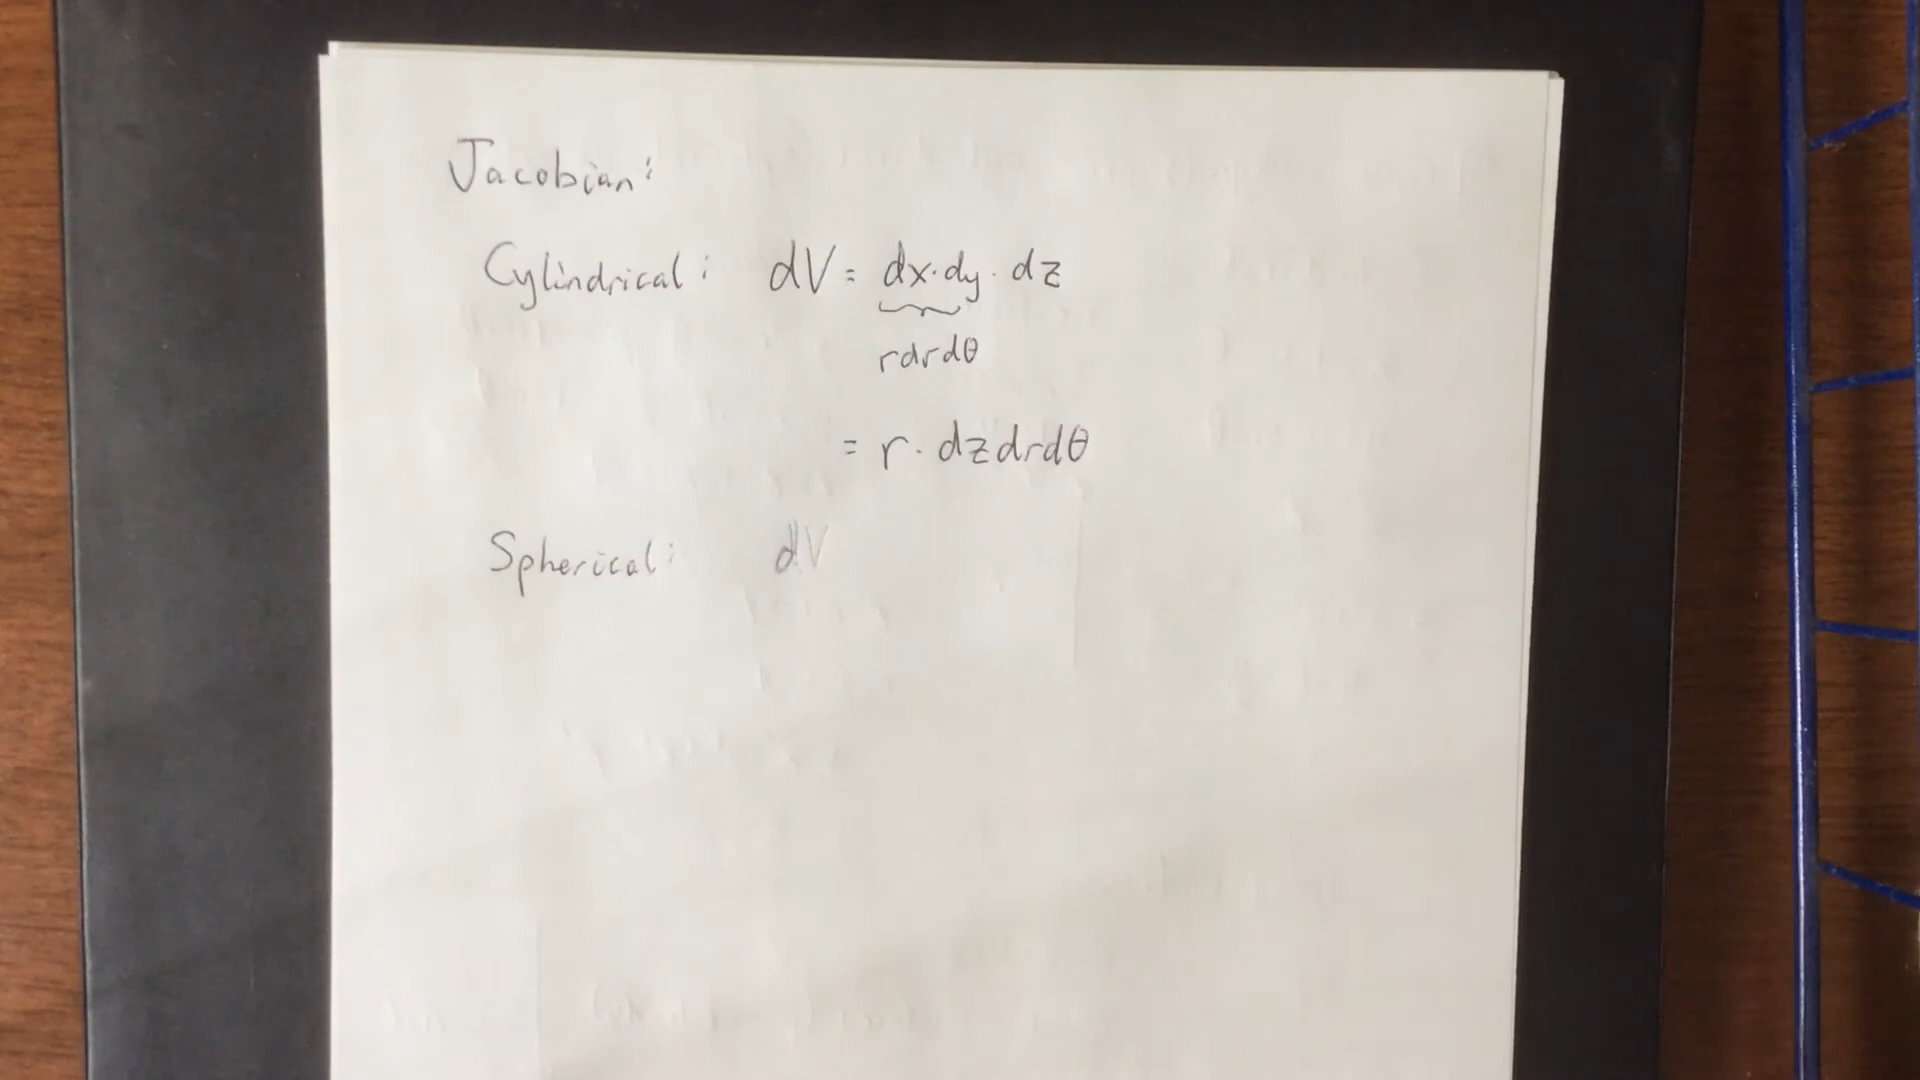 Jacobian:
Cylindrical: dV = dx·dy·dz
rdrdθ
= r·dzdrdθ
Spherical: dV